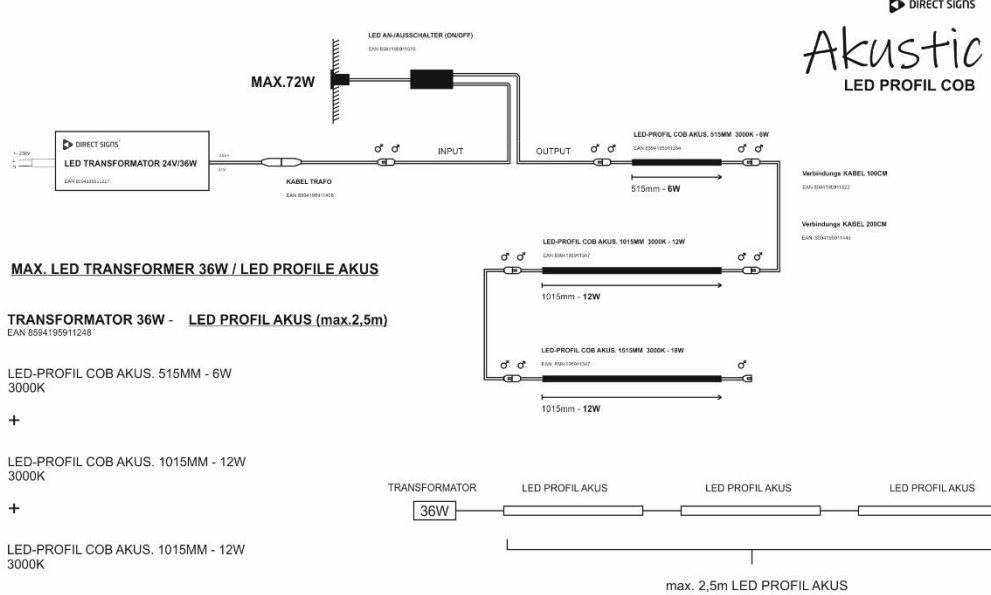 DIRECT SIGNS
Akustic
LED PROFIL COB
LED AN-/AUSSCHALTER (ON/OFF)
MAX.72W
DIRECT SIGNS
LED TRANSFORMATOR 24V/36W
KABEL TRAFO
INPUT
OUTPUT
LED-PROFIL COB AKUS. 515MM 3000K - 6W
515mm - 6W
Verbindungs KABEL 100CM
Verbindungs KABEL 200CM
LED-PROFIL COB AKUS. 1015MM 3000K - 12W
1015mm - 12W
LED-PROFIL COB AKUS. 1515MM 3000K - 18W
1015mm - 12W
MAX. LED TRANSFORMER 36W / LED PROFILE AKUS
TRANSFORMATOR 36W - LED PROFIL AKUS (max.2,5m)
EAN 8594195911248
LED-PROFIL COB AKUS. 515MM - 6W
3000K
+
LED-PROFIL COB AKUS. 1015MM - 12W
3000K
+
LED-PROFIL COB AKUS. 1015MM - 12W
3000K
TRANSFORMATOR
LED PROFIL AKUS
LED PROFIL AKUS
LED PROFIL AKUS
36W
max. 2,5m LED PROFIL AKUS